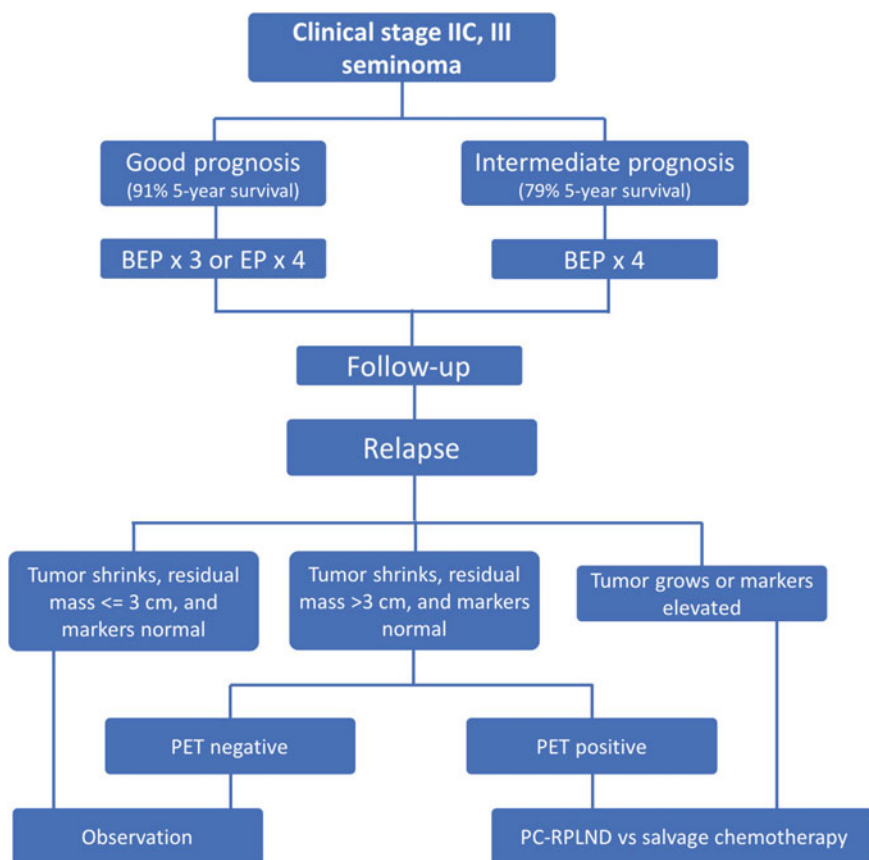 Clinical stage IIC, III
seminoma
Good prognosis
(91% 5-year survival)
Intermediate prognosis
(79% 5-year survival)
BEP x 3 or EP x 4
BEP x 4
Follow-up
Relapse
Tumor shrinks, residual
mass <= 3 cm, and
markers normal
Tumor shrinks, residual
mass >3 cm, and markers
normal
Tumor grows or markers
elevated
PET negative
PET positive
Observation
PC-RPLND vs salvage chemotherapy